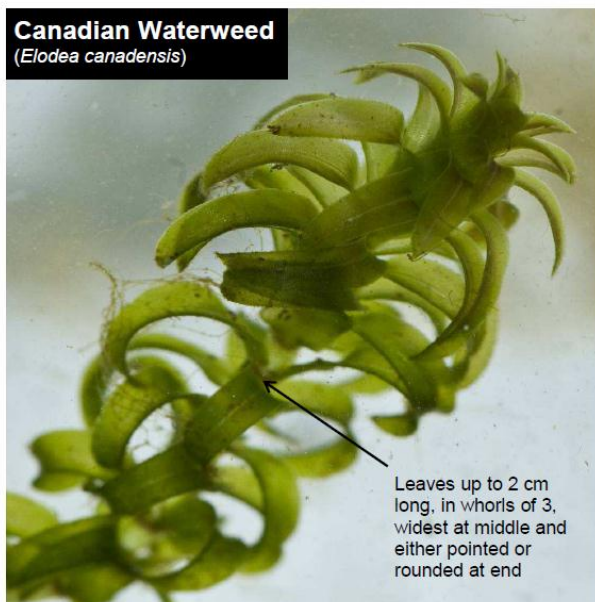 Canadian Waterweed
(Elodea canadensis)
Leaves up to 2 cm
long, in whorls of 3,
widest at middle and
either pointed or
rounded at end